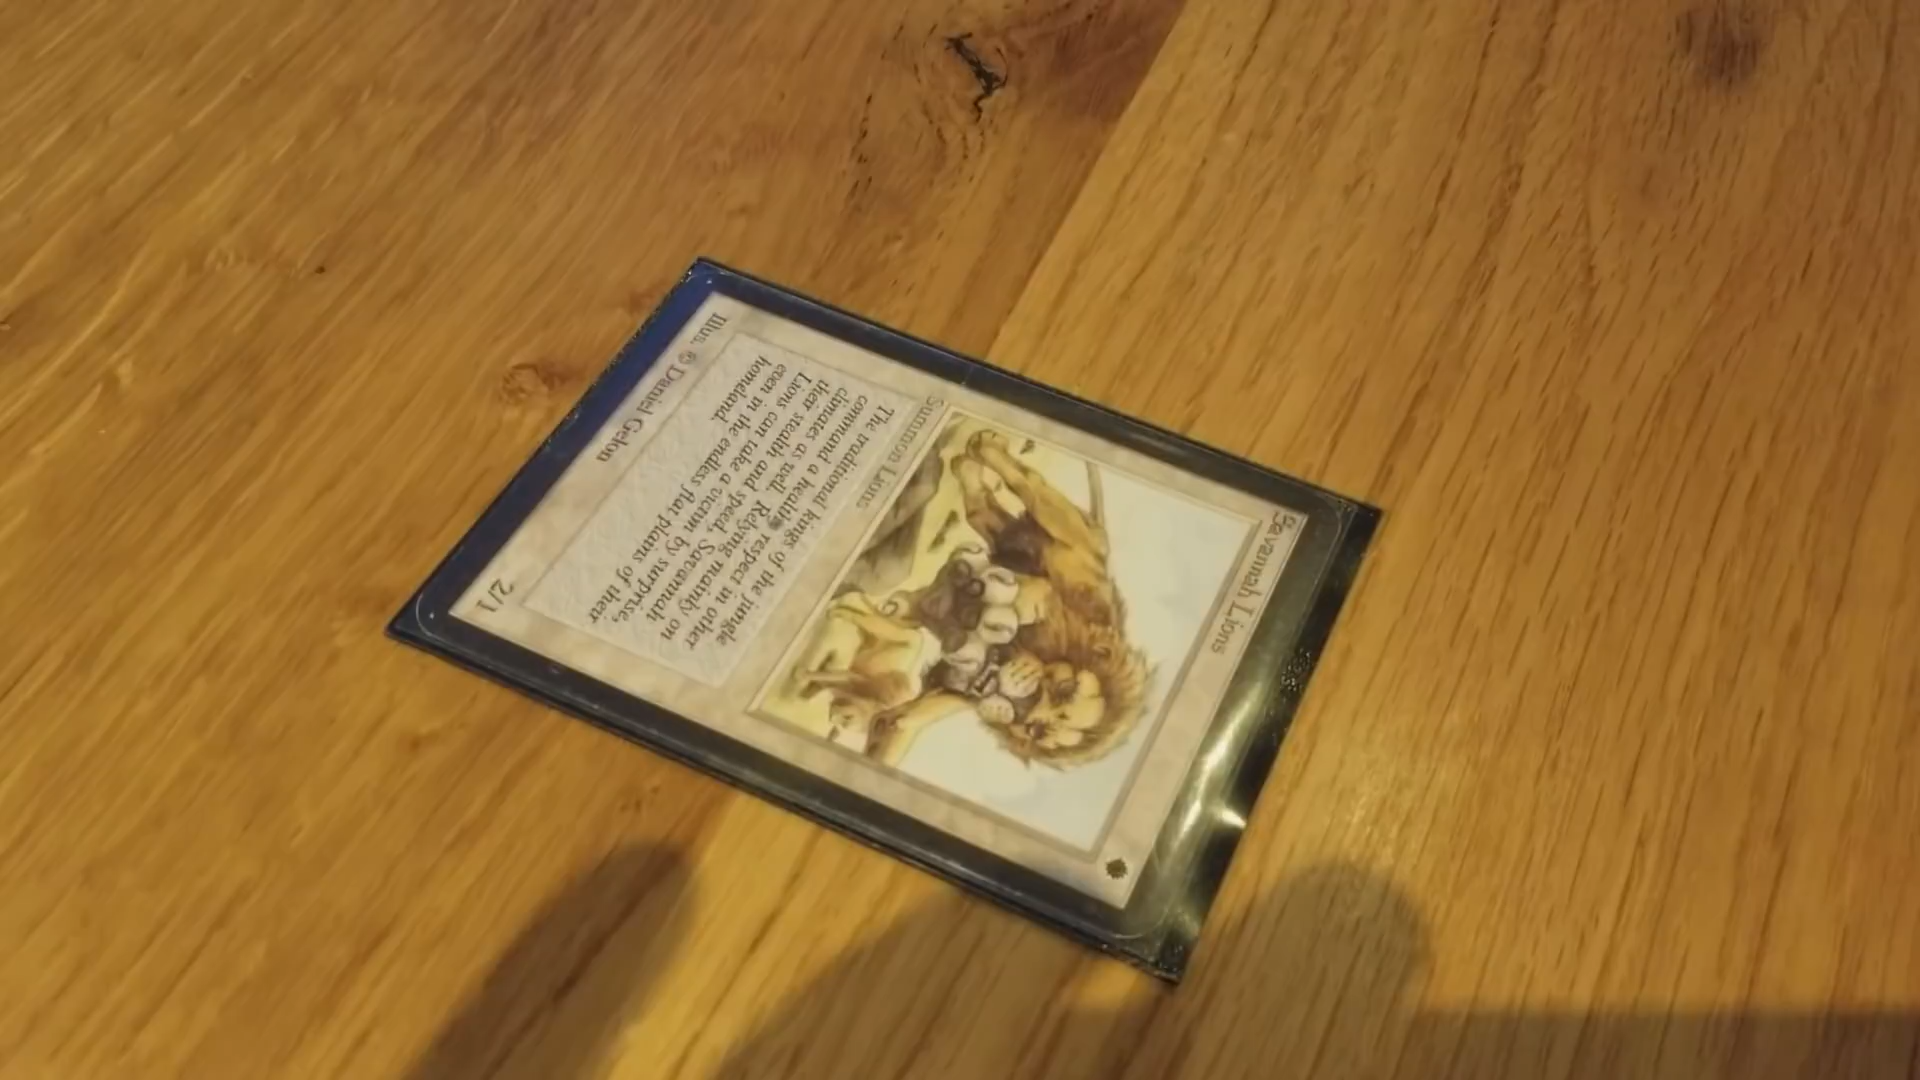 Savannah Lions
Summon Lions
The traditional kings of the jungle
command a healthy respect in other
climates as well. Relying mainly on
their stealth and speed, Savannah
Lions can take a victim by surprise,
even in the endless flat plains of their
homeland.
2/1
Illus. © Daniel Gelon